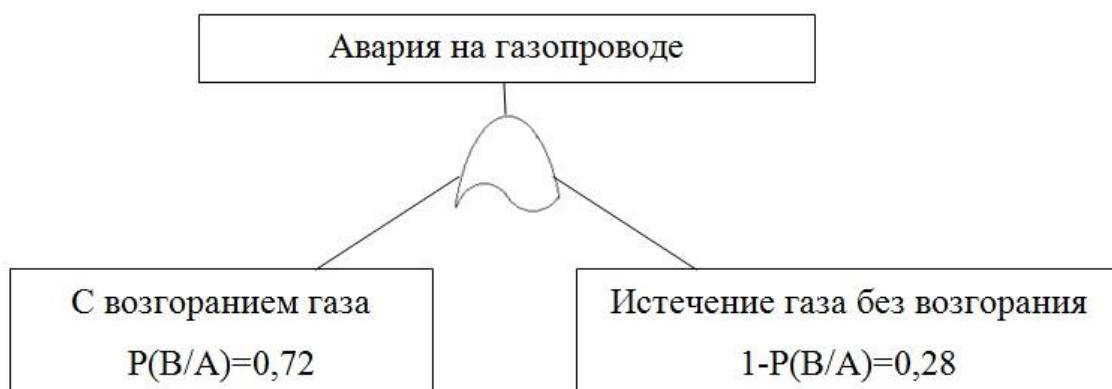 Авария на газопроводе
С возгоранием газа
P(B/A)=0,72
Истечение газа без возгорания
1-P(B/A)=0,28